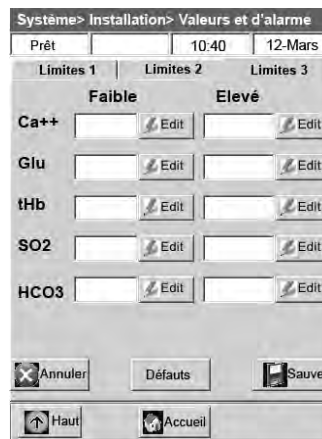 Système> Installation> Valeurs et d'alarme
Prêt 10:40 12-Mars
Limites 1 Limites 2 Limites 3
Faible Elevé
Ca++ Edit Edit
Glu Edit Edit
tHb Edit Edit
SO2 Edit Edit
HCO3 Edit Edit
Annuler Défauts Sauve
Haut Accueil